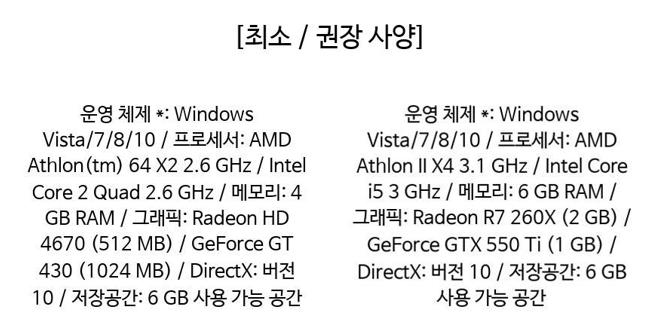 [최소 / 권장 사양]
운영 체제 *: Windows
Vista/7/8/10 / 프로세서: AMD
Athlon(tm) 64 X2 2.6 GHz / Intel
Core 2 Quad 2.6 GHz / 메모리: 4
GB RAM / 그래픽: Radeon HD
4670 (512 MB) / GeForce GT
430 (1024 MB) / DirectX: 버전
10 / 저장공간: 6 GB 사용 가능 공간
운영 체제 *: Windows
Vista/7/8/10 / 프로세서: AMD
Athlon II X4 3.1 GHz / Intel Core
i5 3 GHz / 메모리: 6 GB RAM /
그래픽: Radeon R7 260X (2 GB) /
GeForce GTX 550 Ti (1 GB) /
DirectX: 버전 10 / 저장공간: 6 GB
사용 가능 공간